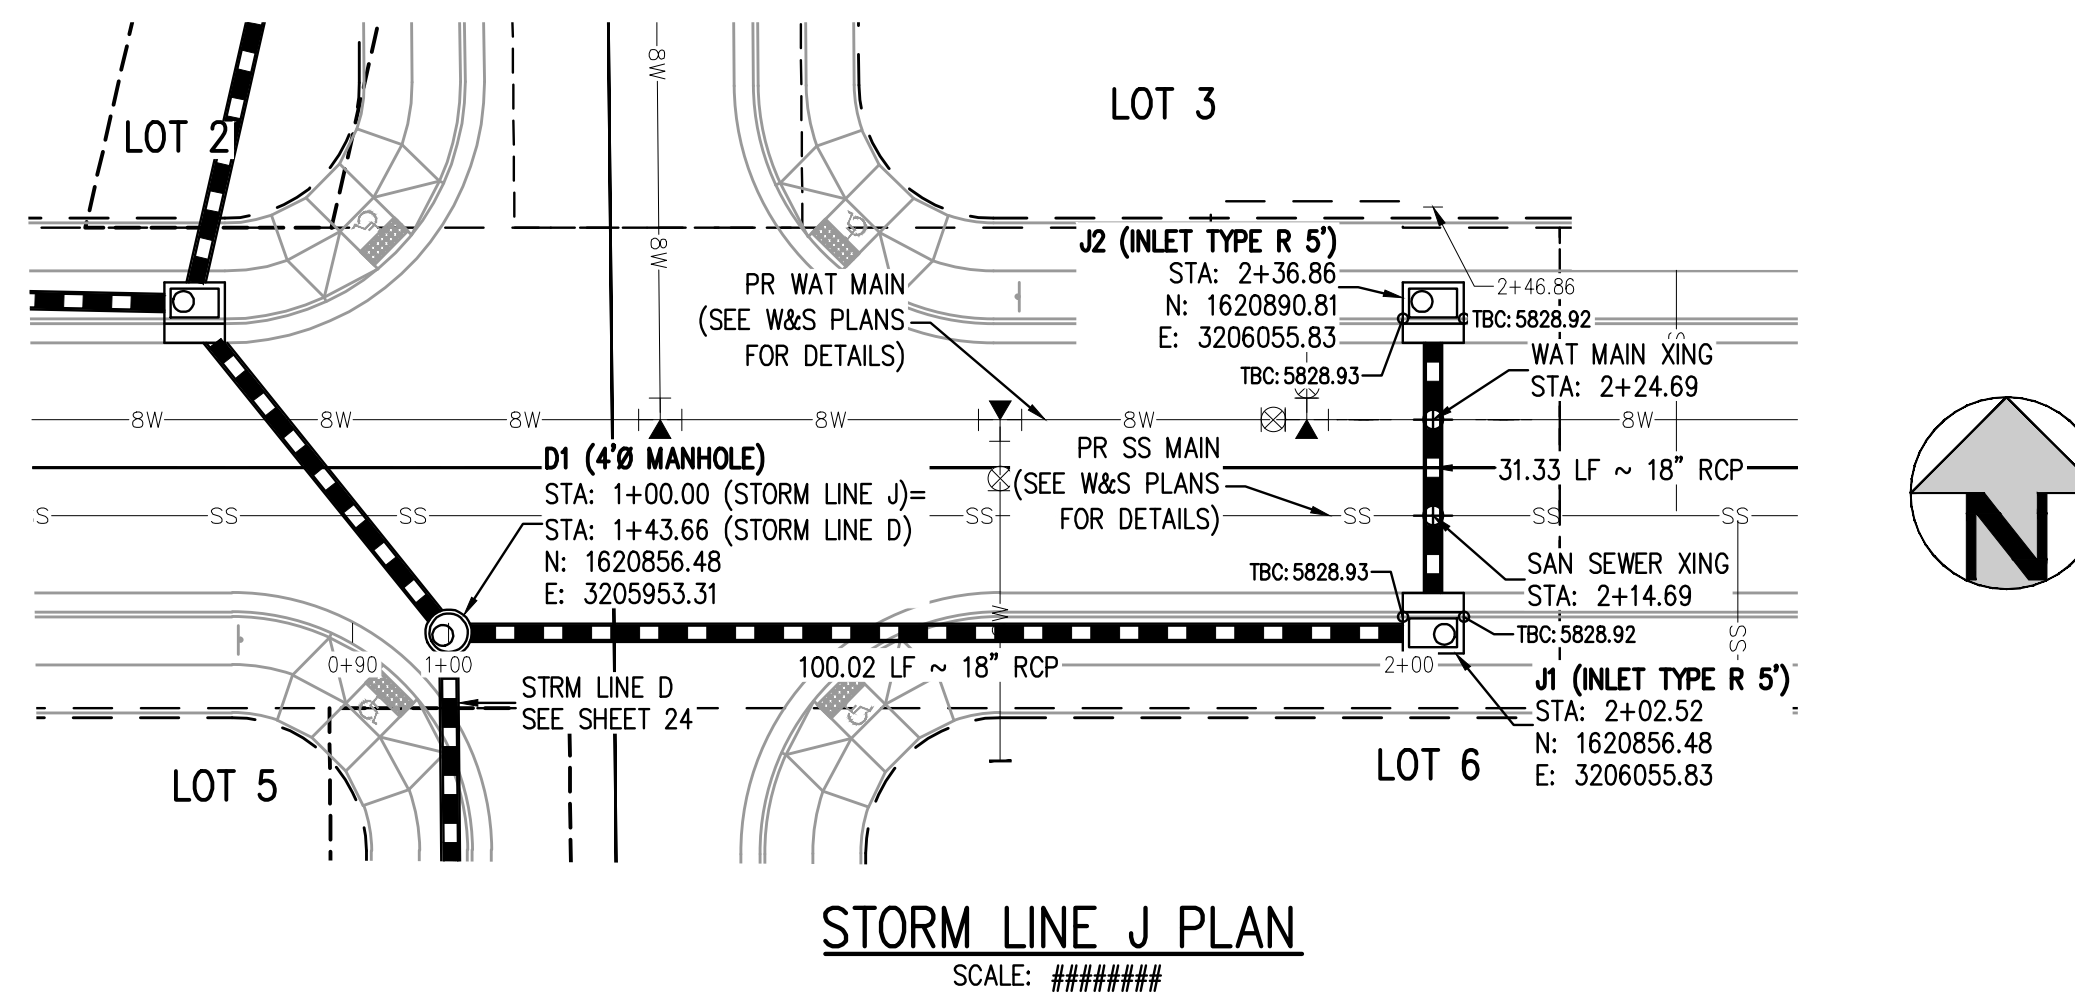 LOT 3
LOT 2
8W
8W
J2 (INLET TYPE R 5')
STA: 2+36.86
N: 1620890.81
E: 3206055.83
TBC: 5828.93
2+46.86
TBC: 5828.92
PR WAT MAIN
(SEE W&S PLANS
FOR DETAILS)
WAT MAIN XING
STA: 2+24.69
8W
8W
8W
8W
8W
8W
D1 (4'Ø MANHOLE)
STA: 1+00.00 (STORM LINE J)=
STA: 1+43.66 (STORM LINE D)
N: 1620856.48
E: 3205953.31
PR SS MAIN
(SEE W&S PLANS
FOR DETAILS)
31.33 LF ~ 18" RCP
SS
SS
SS
SS
SS
SS
SAN SEWER XING
STA: 2+14.69
TBC: 5828.93
TBC: 5828.92
SS
0+90
1+00
100.02 LF ~ 18" RCP
2+00
STRM LINE D
SEE SHEET 24
J1 (INLET TYPE R 5')
STA: 2+02.52
N: 1620856.48
E: 3206055.83
LOT 5
LOT 6
N
STORM LINE J PLAN
SCALE: ########